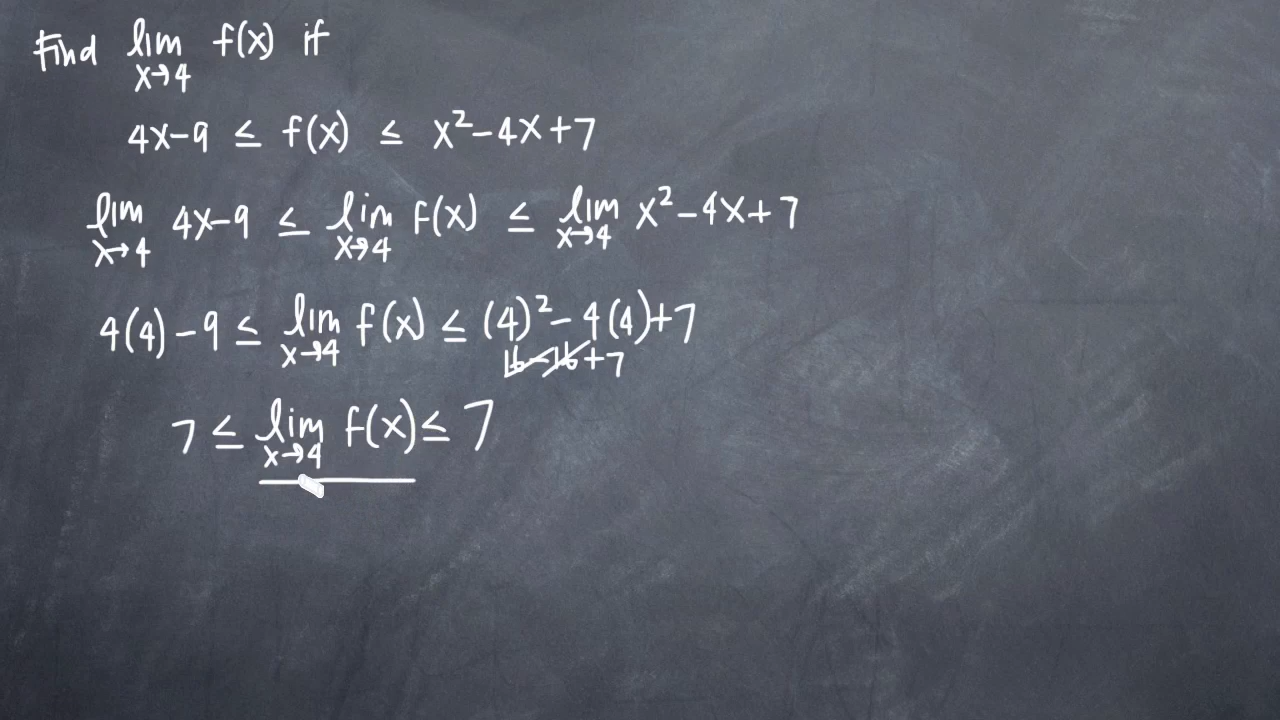 Find lim x→4 f(x) if
4x-9 ≤ f(x) ≤ x²-4x+7
lim x→4 4x-9 ≤ lim x→4 f(x) ≤ lim x→4 x²-4x+7
4(4)-9 ≤ lim x→4 f(x) ≤ (4)²-4(4)+7
16-16+7
7 ≤ lim x→4 f(x) ≤ 7